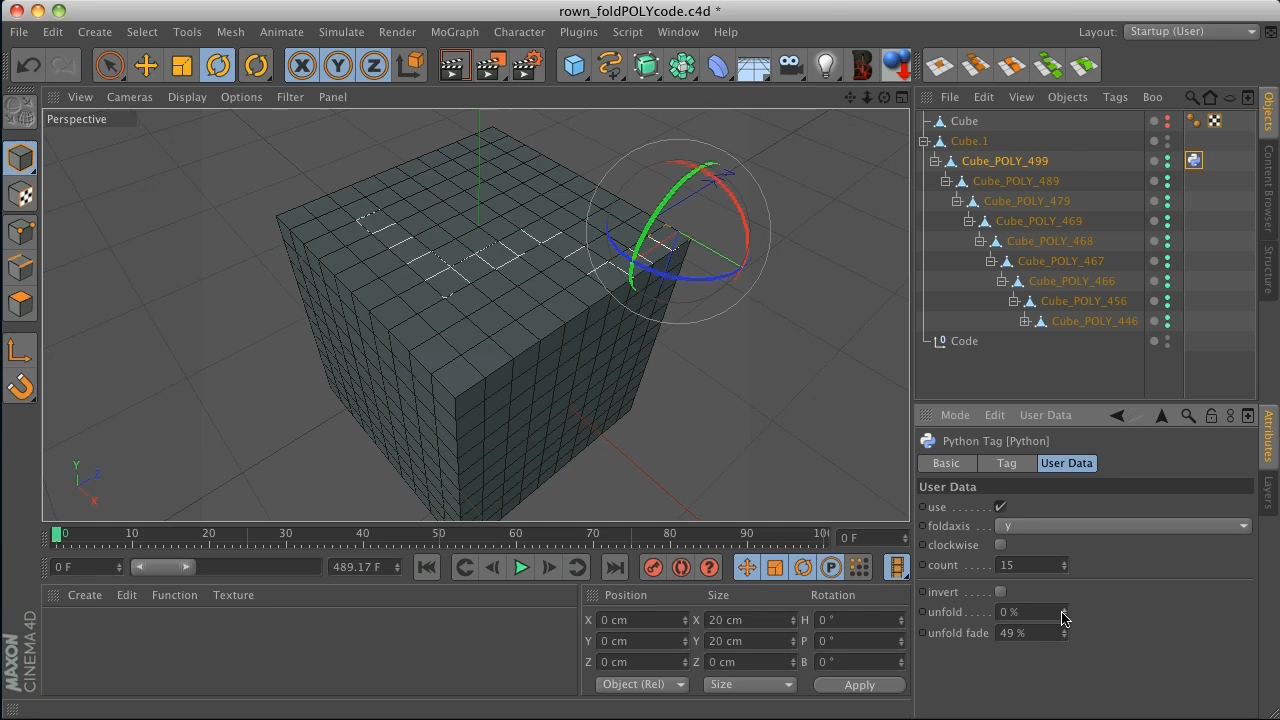 rown_foldPOLYcode.c4d *
File Edit Create Select Tools Mesh Animate Simulate Render MoGraph Character Plugins Script Window Help Layout: Startup (User)
View Cameras Display Options Filter Panel
Perspective
Y
Z
X
File Edit View Objects Tags Boo
Cube
Cube.1
Cube_POLY_499
Cube_POLY_489
Cube_POLY_479
Cube_POLY_469
Cube_POLY_468
Cube_POLY_467
Cube_POLY_466
Cube_POLY_456
Cube_POLY_446
Code
Objects
Content Browser
Structure
Mode Edit User Data
Python Tag [Python]
Basic Tag User Data
User Data
use
foldaxis y
clockwise
count 15
invert
unfold 0 %
unfold fade 49 %
Attributes
Layers
0 10 20 30 40 50 60 70 80 90 100 0 F
0 F 489.17 F
Create Edit Function Texture
Position Size Rotation
X 0 cm X 20 cm H 0 °
Y 0 cm Y 20 cm P 0 °
Z 0 cm Z 0 cm B 0 °
Object (Rel) Size Apply
MAXON
CINEMA 4D